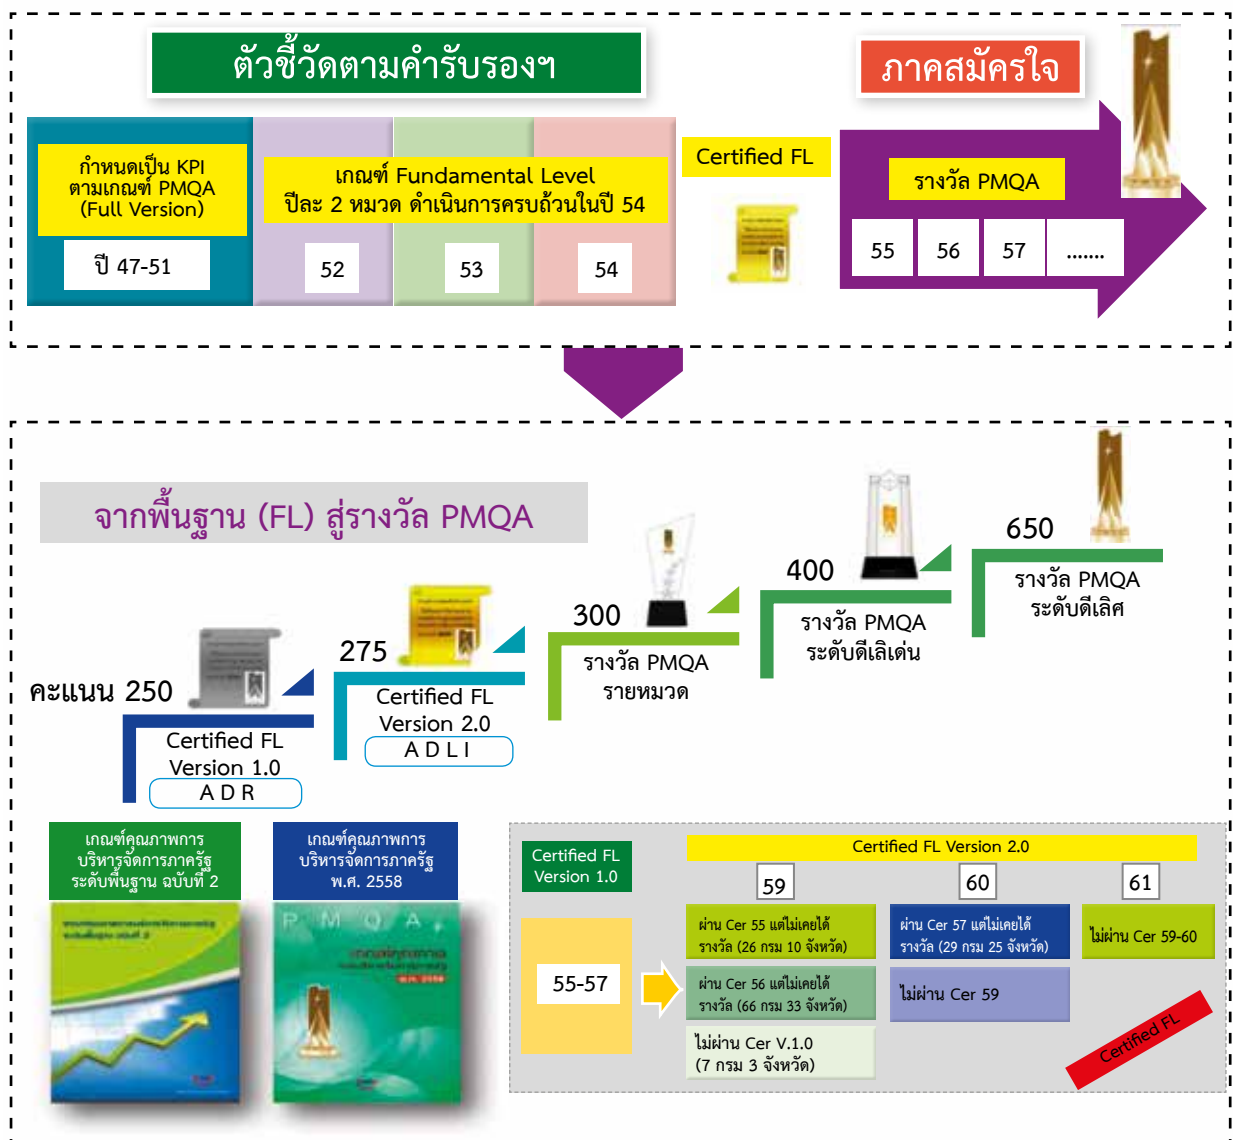 ตัวชี้วัดตามคำรับรองฯ
ภาคสมัครใจ
กำหนดเป็น KPI
ตามเกณฑ์ PMQA
(Full Version)
ปี 47-51
เกณฑ์ Fundamental Level
ปีละ 2 หมวด ดำเนินการครบถ้วนในปี 54
52
53
54
Certified FL
รางวัล PMQA
55
56
57
.......
จากพื้นฐาน (FL) สู่รางวัล PMQA
คะแนน 250
Certified FL
Version 1.0
A D R
275
Certified FL
Version 2.0
A D L I
300
รางวัล PMQA
รายหมวด
400
รางวัล PMQA
ระดับดีเลิเด่น
650
รางวัล PMQA
ระดับดีเลิศ
เกณฑ์คุณภาพการ
บริหารจัดการภาครัฐ
ระดับพื้นฐาน ฉบับที่ 2
เกณฑ์คุณภาพการ
บริหารจัดการภาครัฐ
พ.ศ. 2558
P M Q A
เกณฑ์คุณภาพ
พ.ศ. 2558
Certified FL
Version 1.0
55-57
Certified FL Version 2.0
59
60
61
ผ่าน Cer 55 แต่ไม่เคยได้
รางวัล (26 กรม 10 จังหวัด)
ผ่าน Cer 56 แต่ไม่เคยได้
รางวัล (66 กรม 33 จังหวัด)
ไม่ผ่าน Cer V.1.0
(7 กรม 3 จังหวัด)
ผ่าน Cer 57 แต่ไม่เคยได้
รางวัล (29 กรม 25 จังหวัด)
ไม่ผ่าน Cer 59
ไม่ผ่าน Cer 59-60
Certified FL